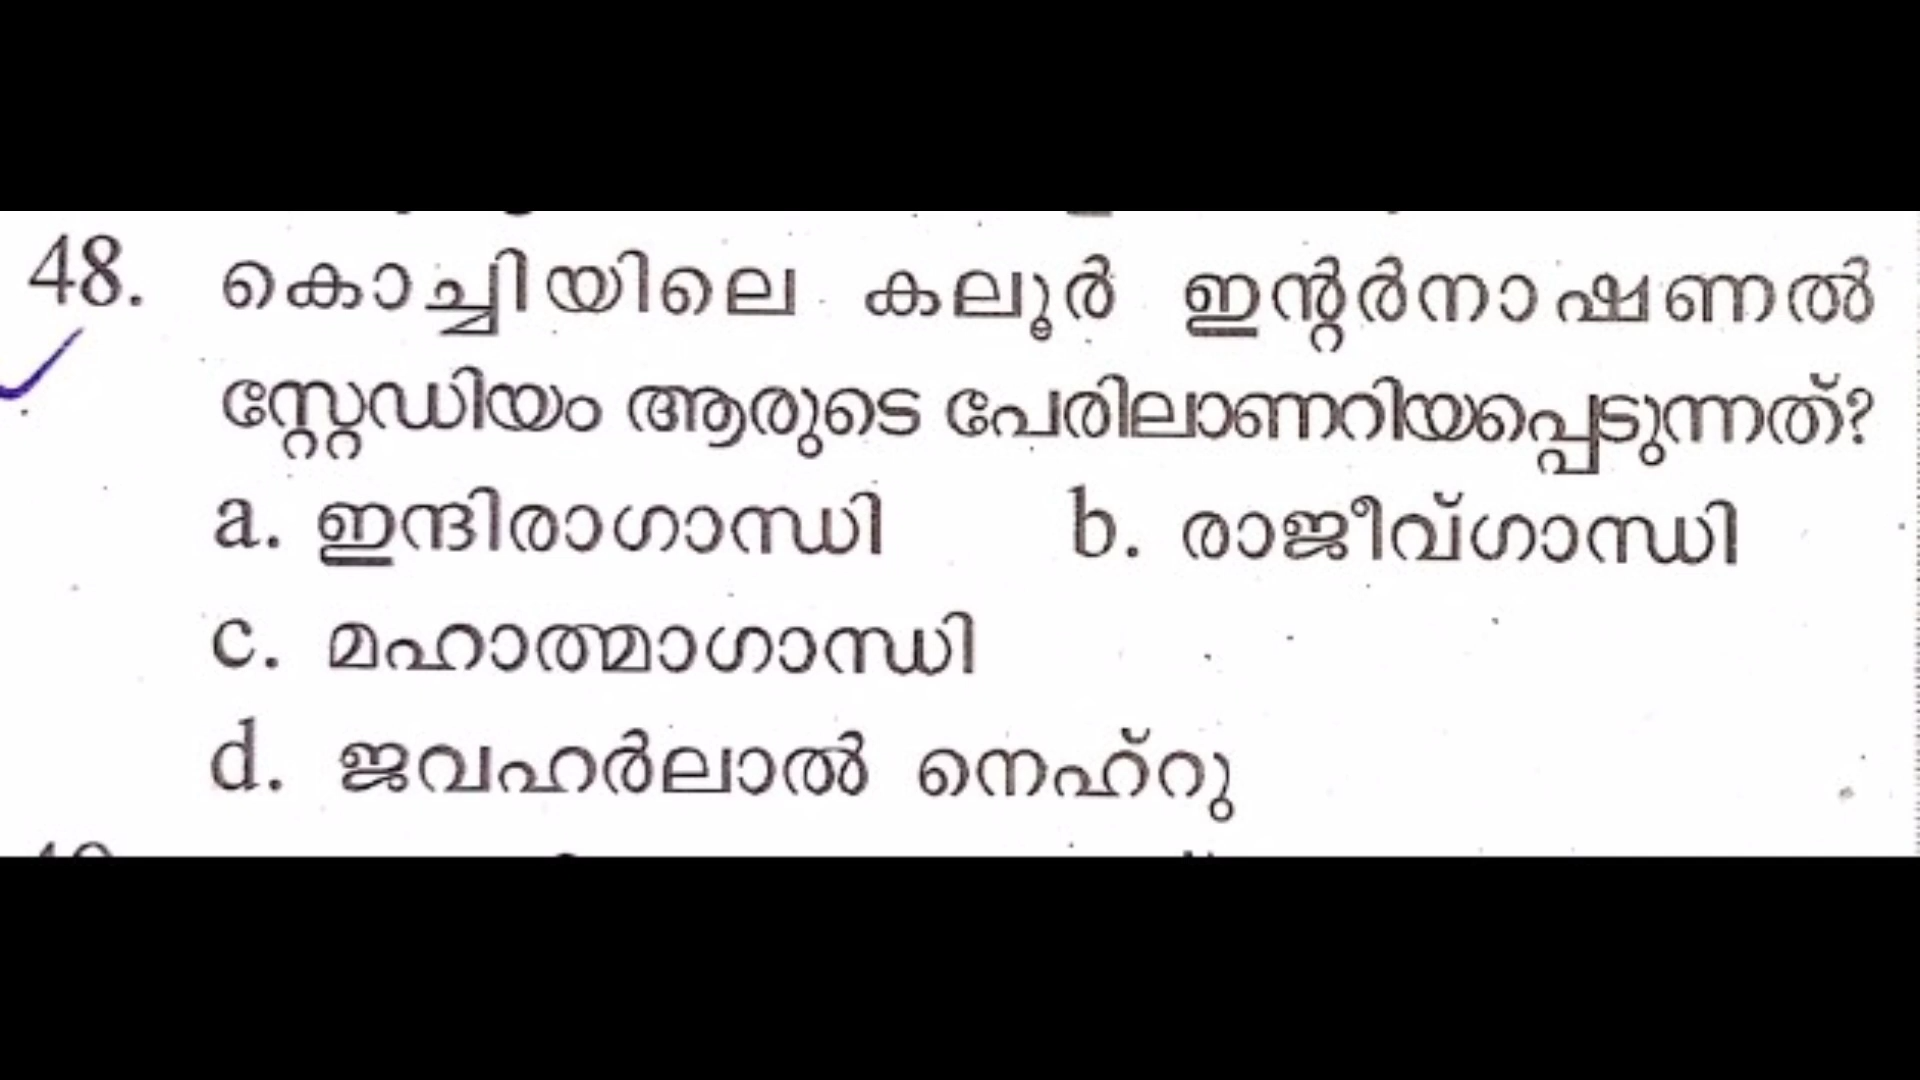 48. കൊച്ചിയിലെ കലൂർ ഇന്റർനാഷണൽ
സ്റ്റേഡിയം ആരുടെ പേരിലാണറിയപ്പെടുന്നത്?
a. ഇന്ദിരാഗാന്ധി b. രാജീവ്ഗാന്ധി
c. മഹാത്മാഗാന്ധി
d. ജവഹർലാൽ നെഹ്റു